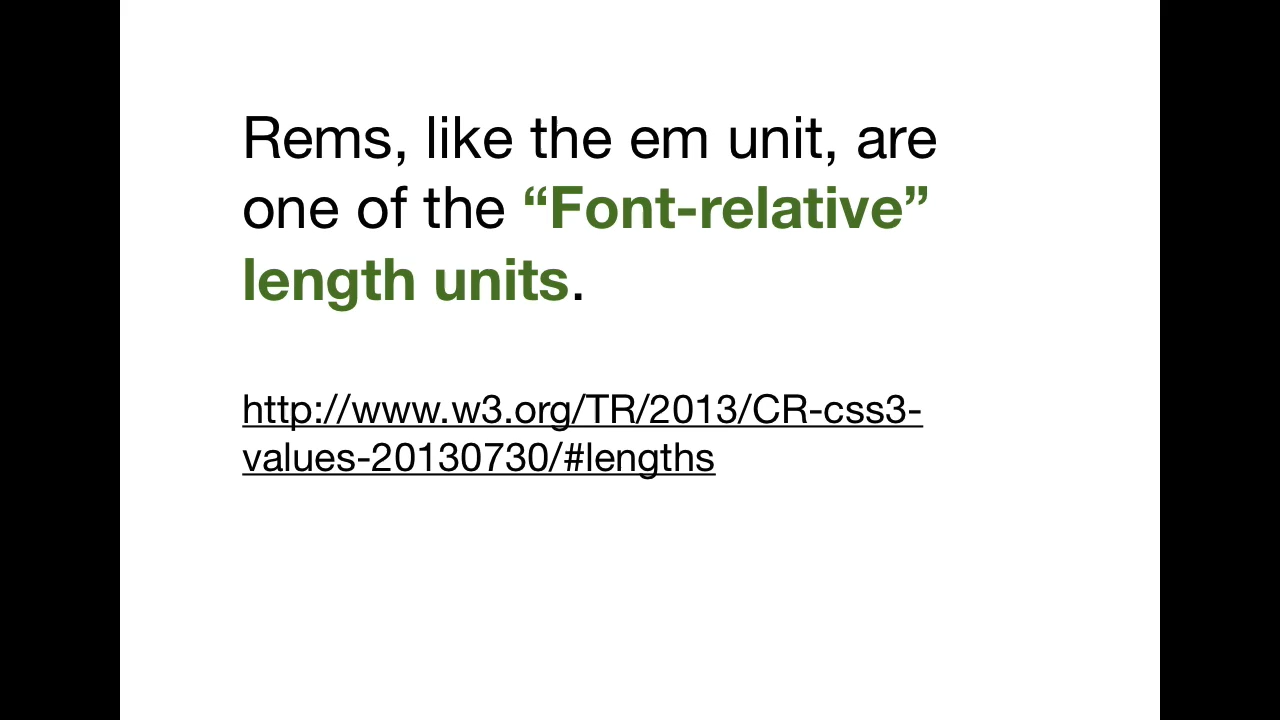 Rems, like the em unit, are
one of the “Font-relative”
length units.
http://www.w3.org/TR/2013/CR-css3-
values-20130730/#lengths